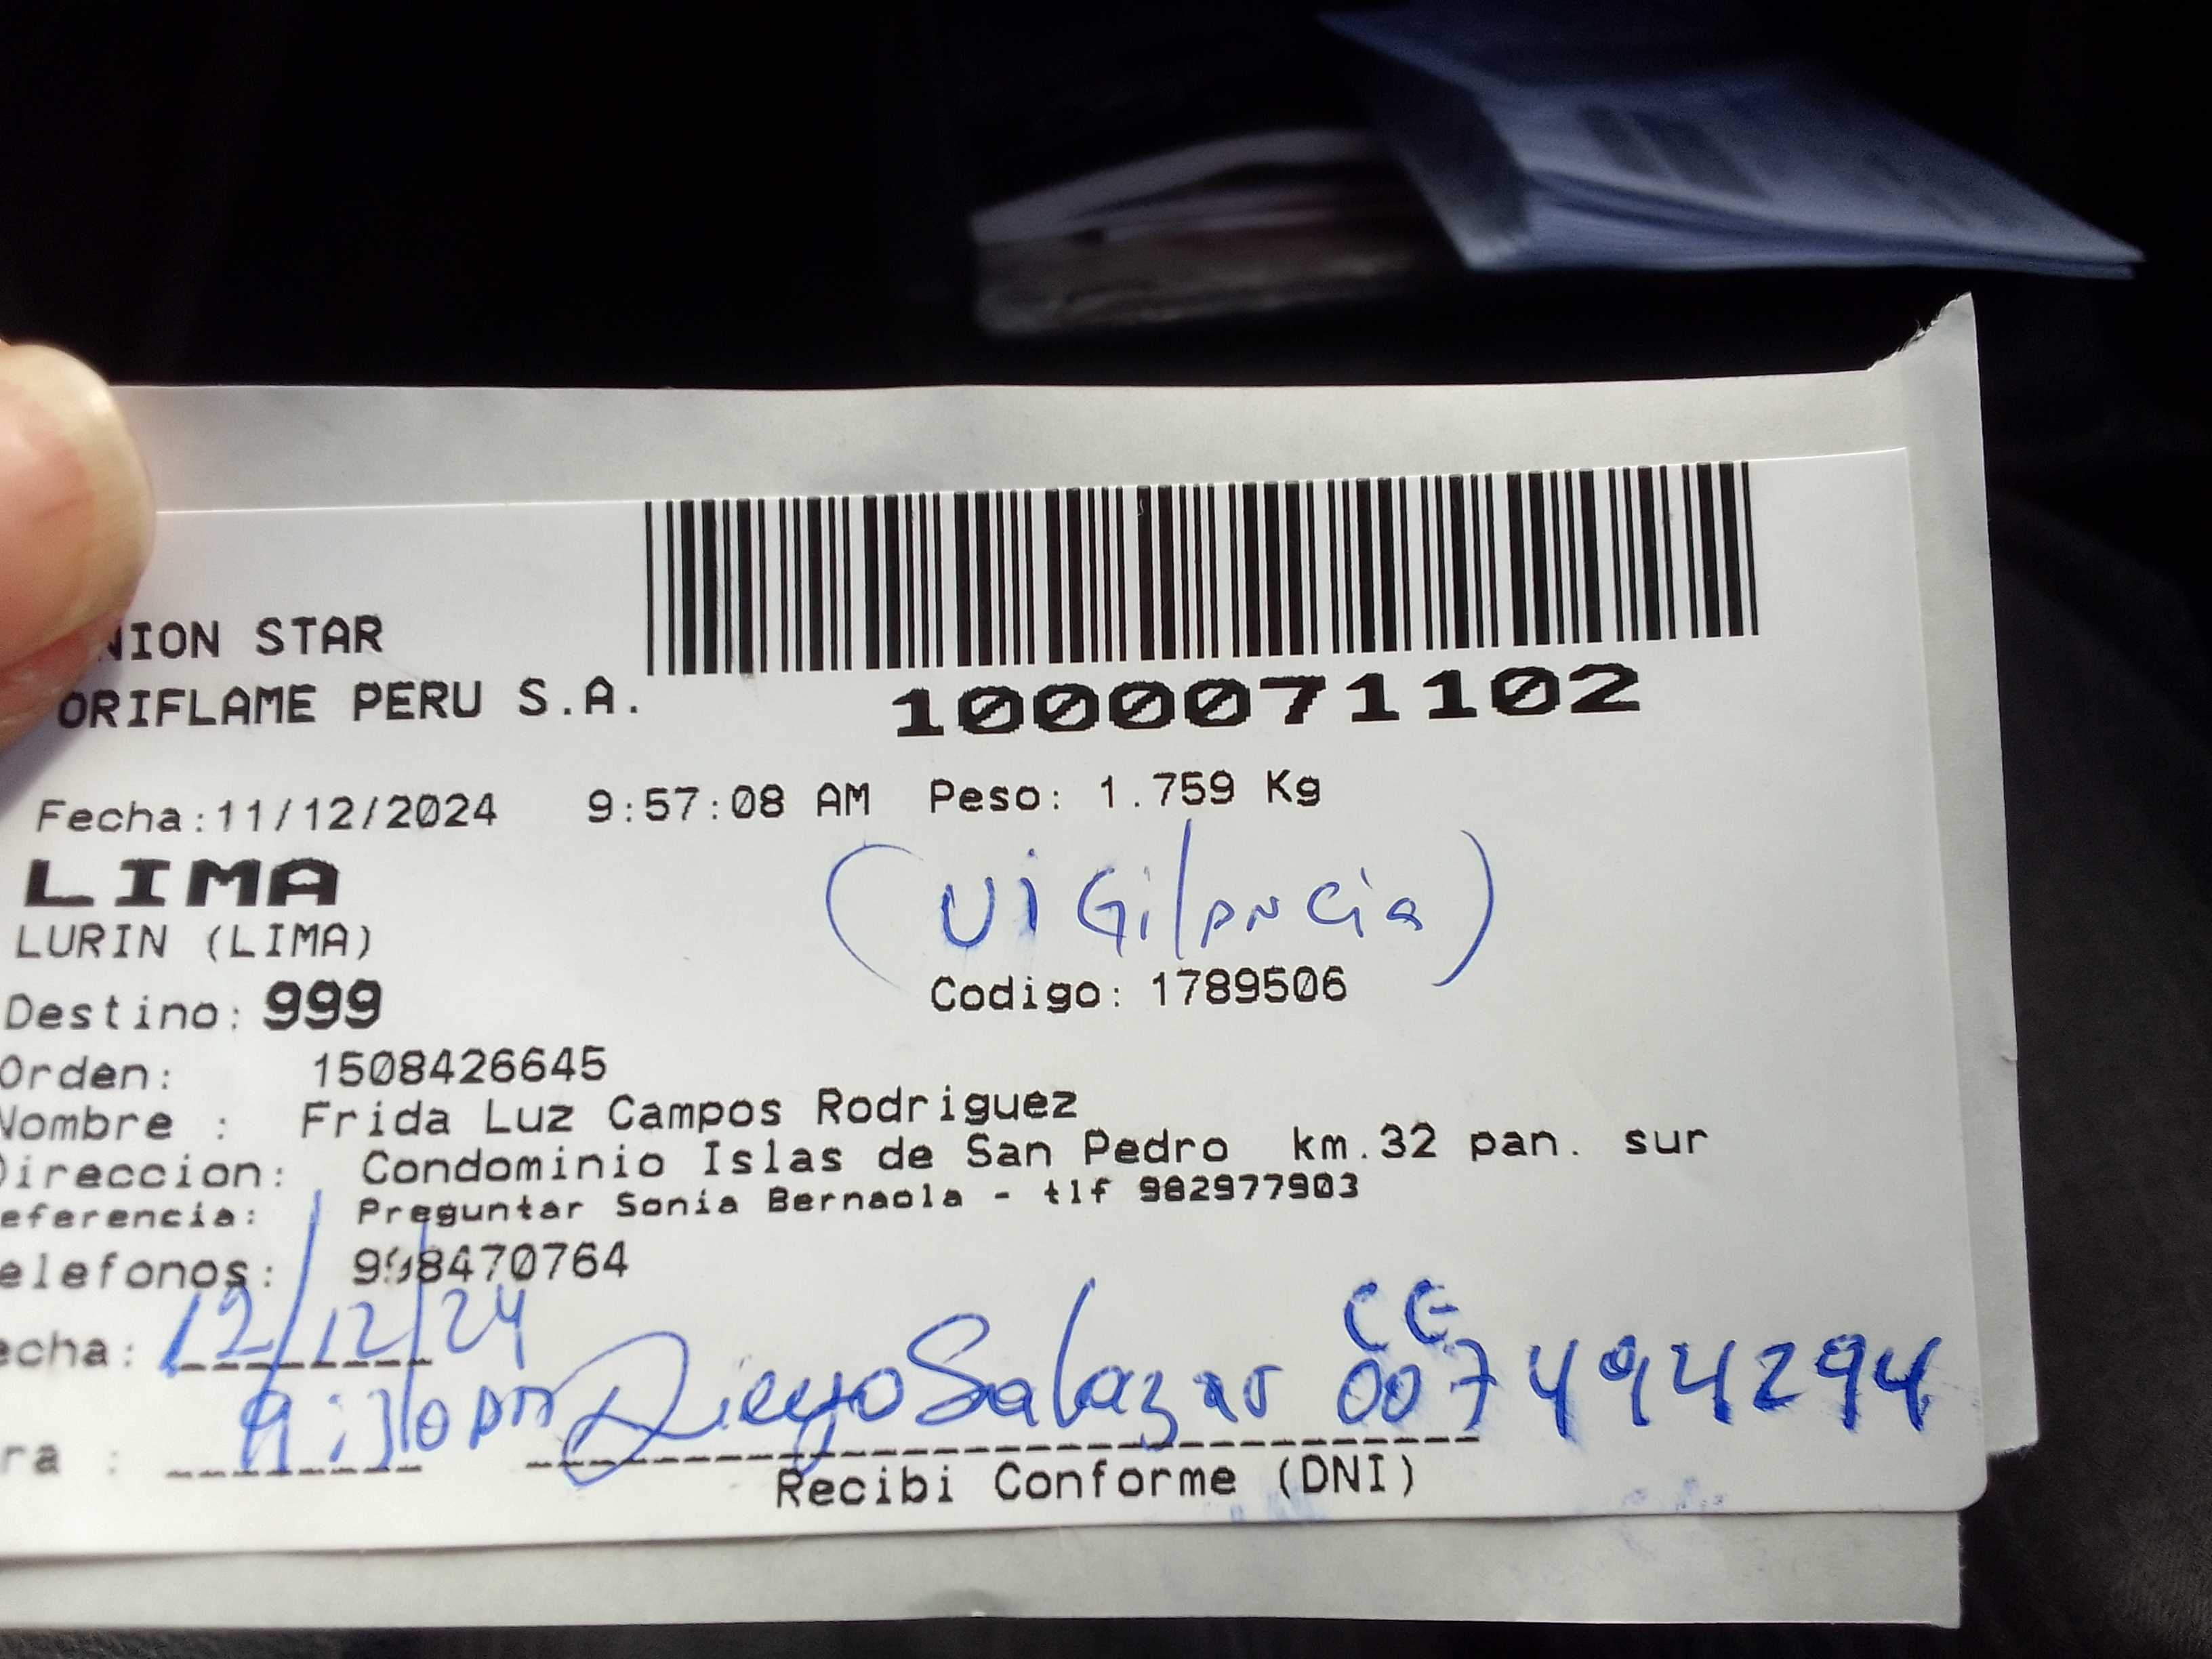 NION STAR
ORIFLAME PERU S.A.
1000071102
Fecha:11/12/2024 9:57:08 AM Peso: 1.759 Kg
LIMA
(ViGilancia)
LURIN (LIMA)
Destino: 999
Codigo: 1789506
Orden: 1508426645
Nombre : Frida Luz Campos Rodriguez
Direccion: Condominio Islas de San Pedro km.32 pan. sur
eferencia: Preguntar Sonia Bernaola - tlf 982977903
elefonos: 998470764
echa: 12/12/24
ra : Diego Salazar CE 007494294
Recibi Conforme (DNI)